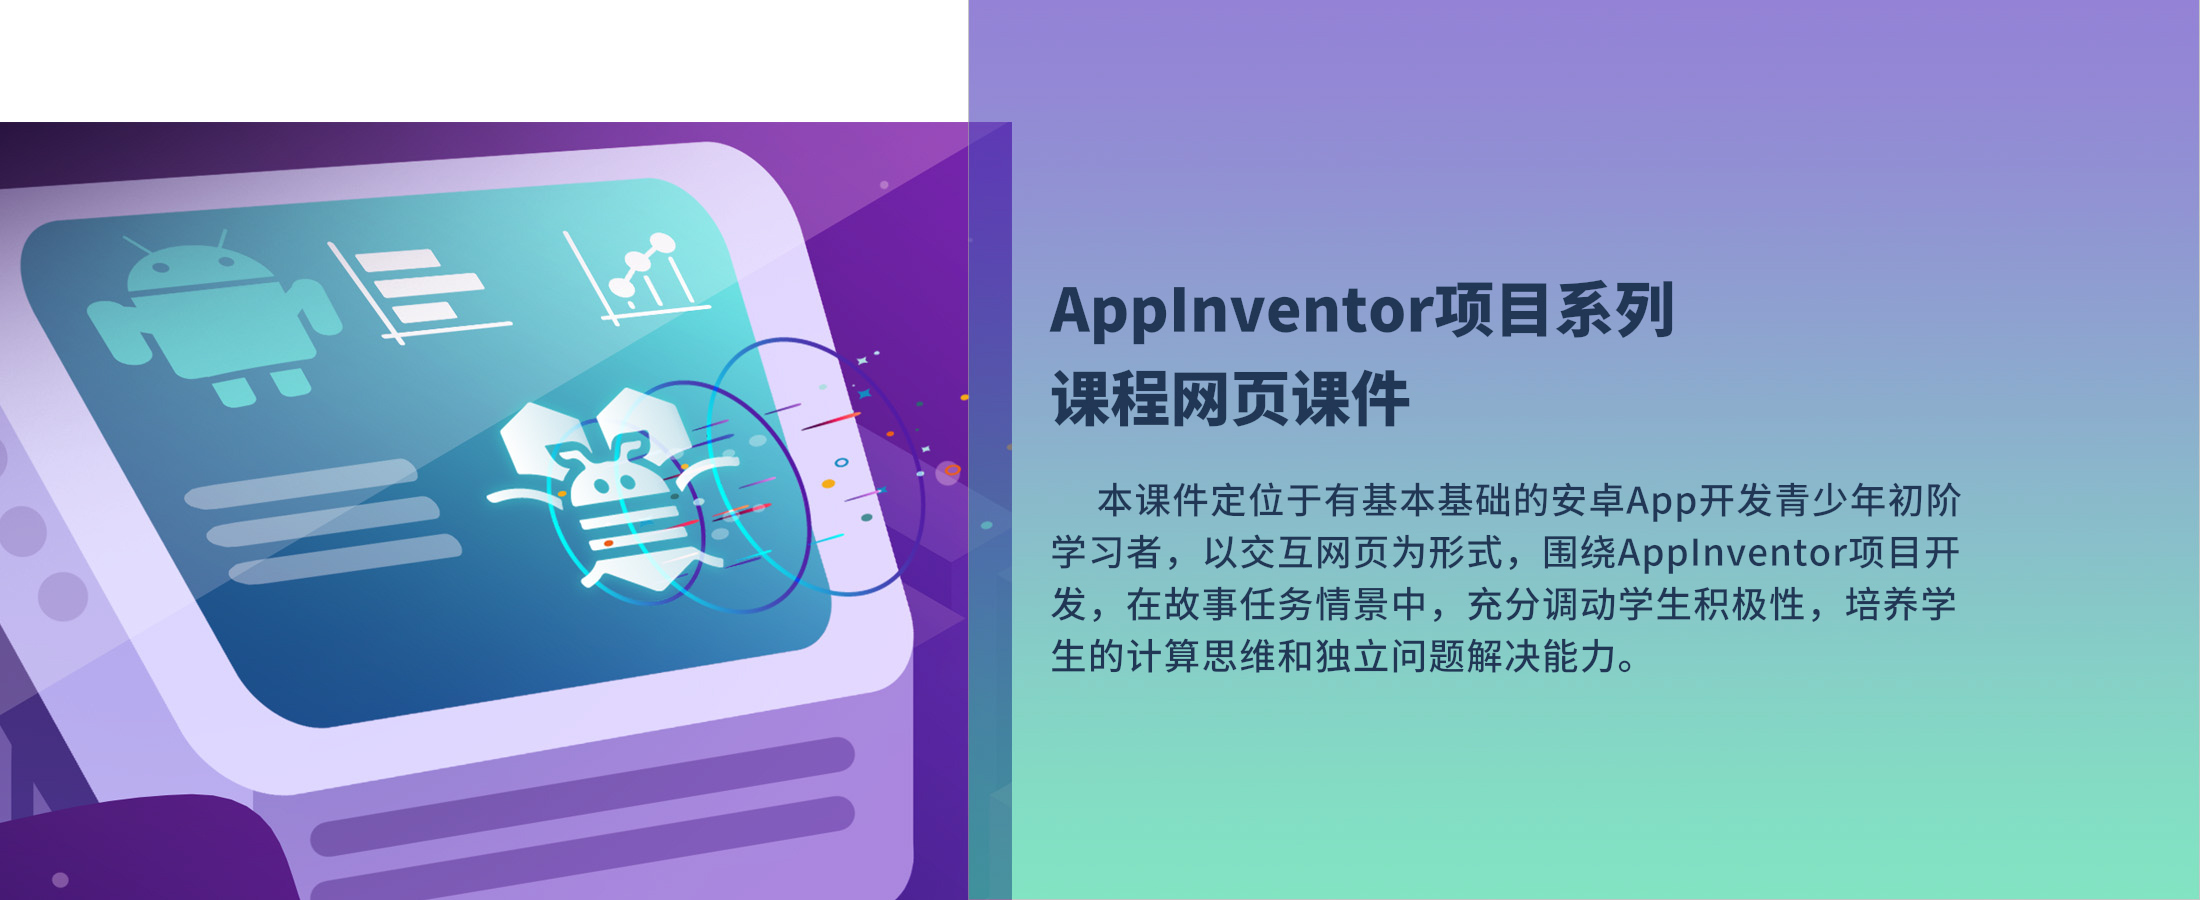 AppInventor项目系列
课程网页课件
本课件定位于有基本基础的安卓App开发青少年初阶
学习者，以交互网页为形式，围绕AppInventor项目开
发，在故事任务情景中，充分调动学生积极性，培养学
生的计算思维和独立问题解决能力。